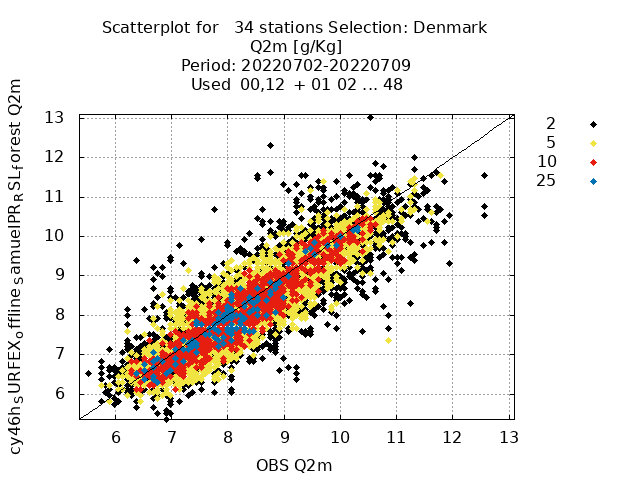 Scatterplot for 34 stations Selection: Denmark
Q2m [g/Kg]
Period: 20220702-20220709
Used 00,12 + 01 02 ... 48
cy46h_SURFEX_offline_samuelPR_RSL_forest Q2m
13
12
11
10
9
8
7
6
6 7 8 9 10 11 12 13
OBS Q2m
2
5
10
25